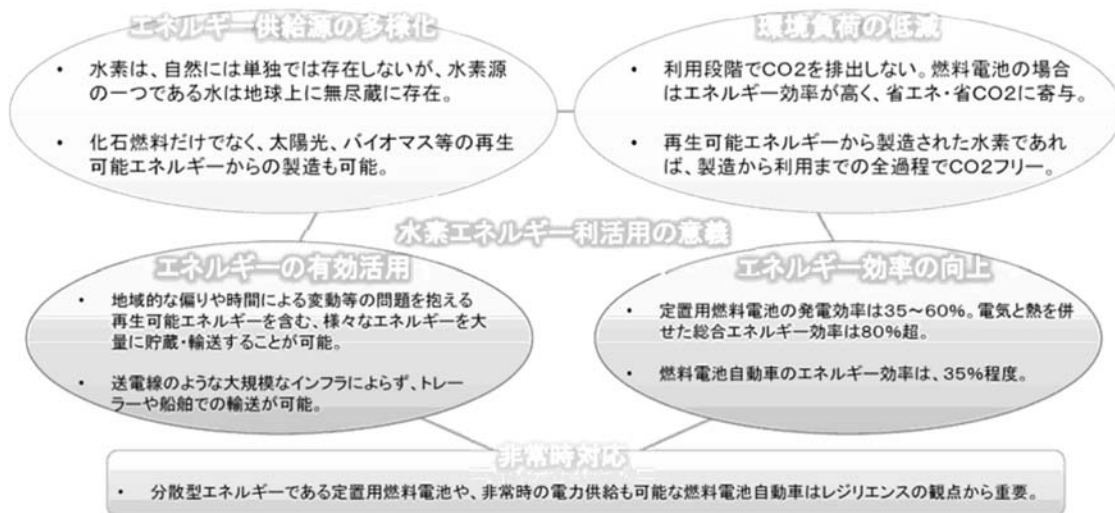 エネルギー供給源の多様化
・ 水素は、自然には単独では存在しないが、水素源
の一つである水は地球上に無尽蔵に存在。
・ 化石燃料だけでなく、太陽光、バイオマス等の再生
可能エネルギーからの製造も可能。
環境負荷の低減
・ 利用段階でCO2を排出しない。燃料電池の場合
はエネルギー効率が高く、省エネ・省CO2に寄与。
・ 再生可能エネルギーから製造された水素であれ
ば、製造から利用までの全過程でCO2フリー。
水素エネルギー利活用の意義
エネルギーの有効活用
・ 地域的な偏りや時間による変動等の問題を抱える
再生可能エネルギーを含む、様々なエネルギーを大
量に貯蔵・輸送することが可能。
・ 送電線のような大規模なインフラによらず、トレー
ラーや船舶での輸送が可能。
エネルギー効率の向上
・ 定置用燃料電池の発電効率は35～60%。電気と熱を併
せた総合エネルギー効率は80%超。
・ 燃料電池自動車のエネルギー効率は、35%程度。
非常時対応
・ 分散型エネルギーである定置用燃料電池や、非常時の電力供給も可能な燃料電池自動車はレジリエンスの観点から重要。